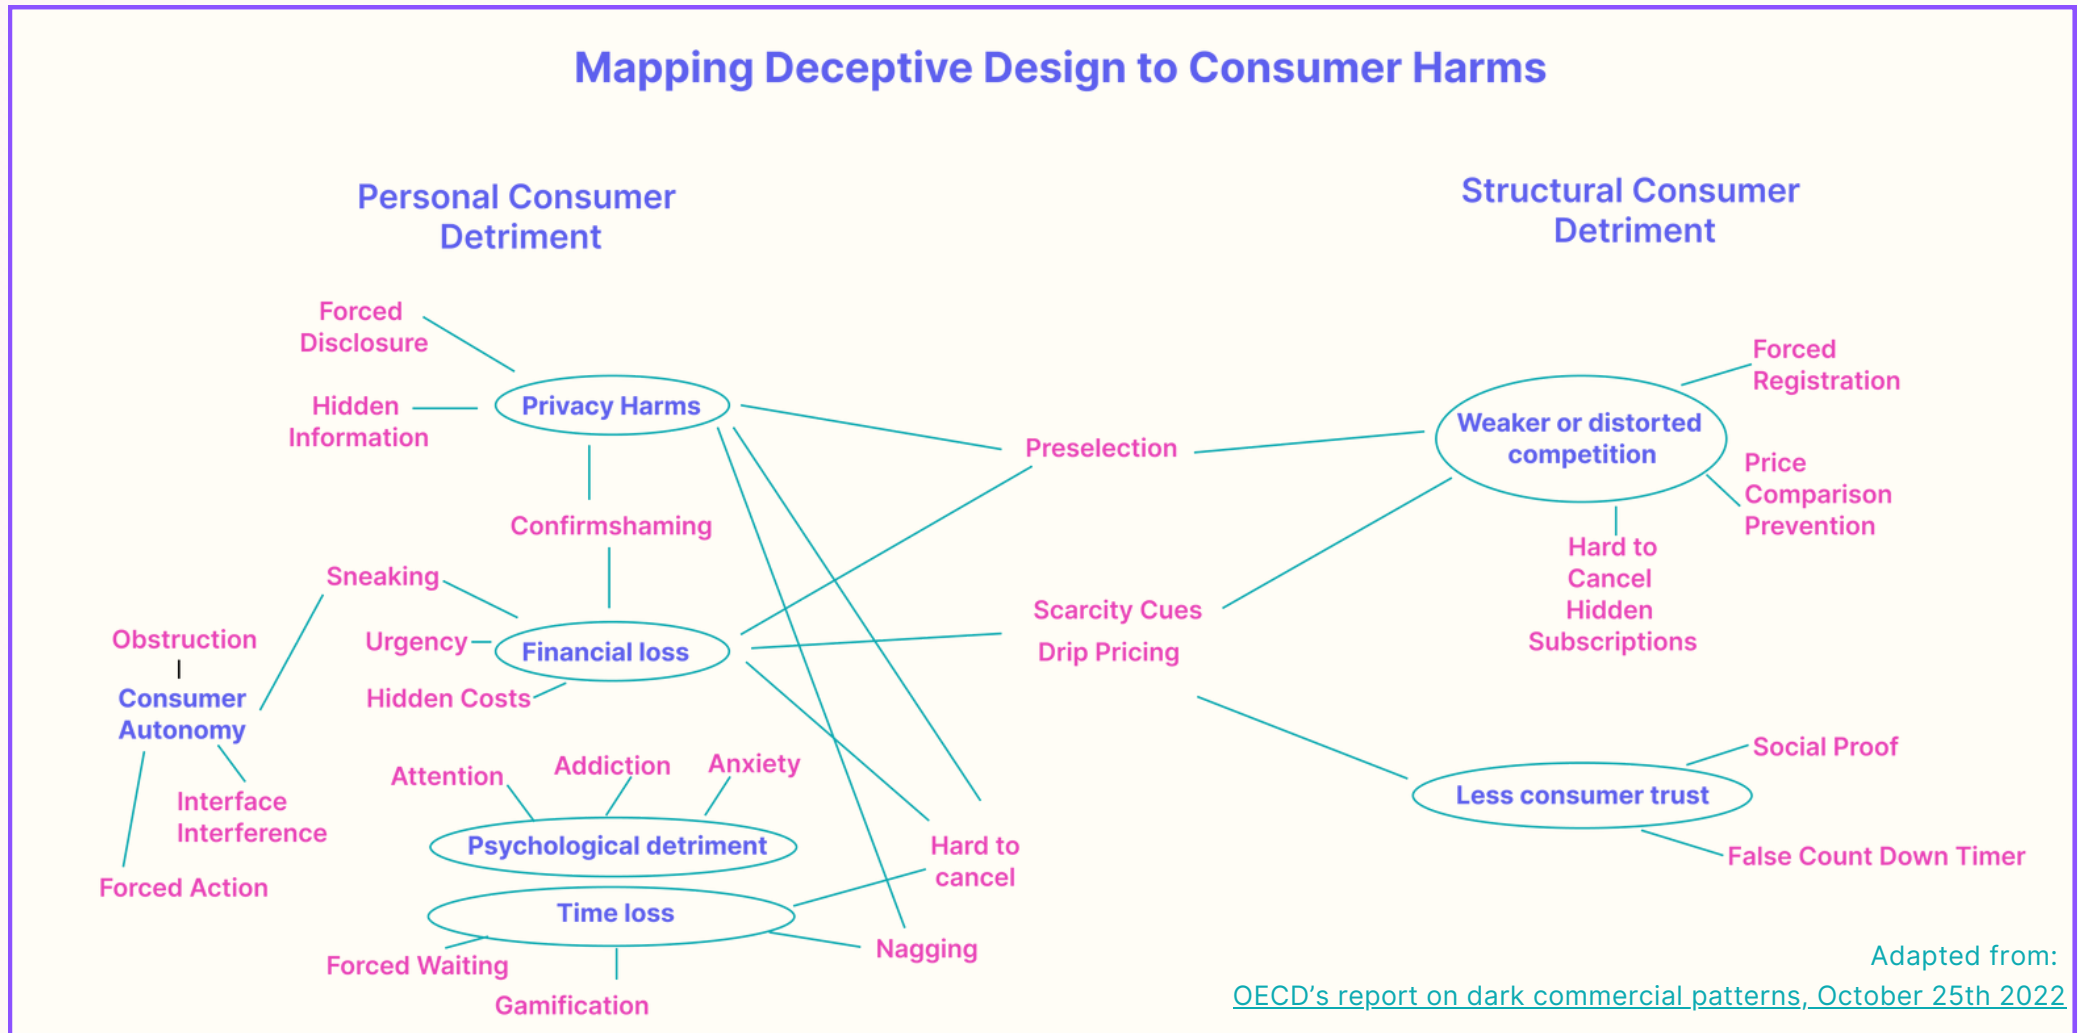 Mapping Deceptive Design to Consumer Harms
Personal Consumer
Detriment
Structural Consumer
Detriment
Forced
Disclosure
Hidden
Information
Privacy Harms
Confirmshaming
Sneaking
Urgency
Financial loss
Hidden Costs
Obstruction
Consumer
Autonomy
Interface
Interference
Forced Action
Attention
Addiction
Anxiety
Psychological detriment
Time loss
Forced Waiting
Gamification
Preselection
Scarcity Cues
Drip Pricing
Hard to
cancel
Nagging
Forced
Registration
Weaker or distorted
competition
Price
Comparison
Prevention
Hard to
Cancel
Hidden
Subscriptions
Social Proof
Less consumer trust
False Count Down Timer
Adapted from:
OECD’s report on dark commercial patterns, October 25th 2022